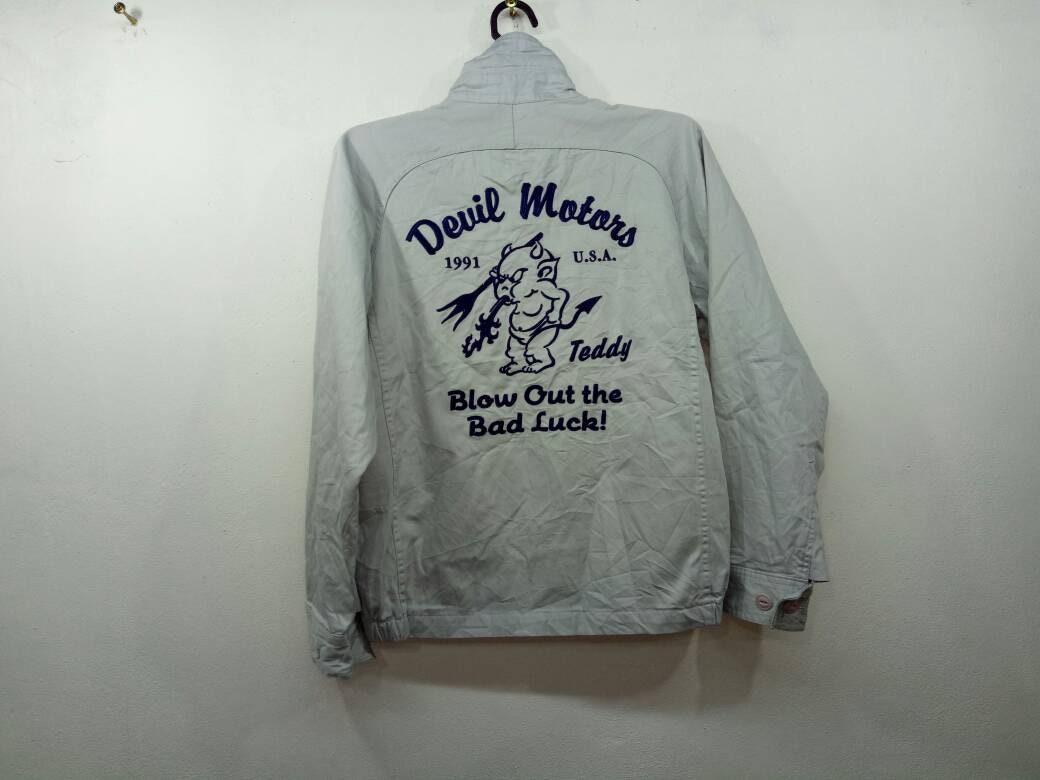 Devil Motors
1991 U.S.A.
Teddy
Blow Out the
Bad Luck!